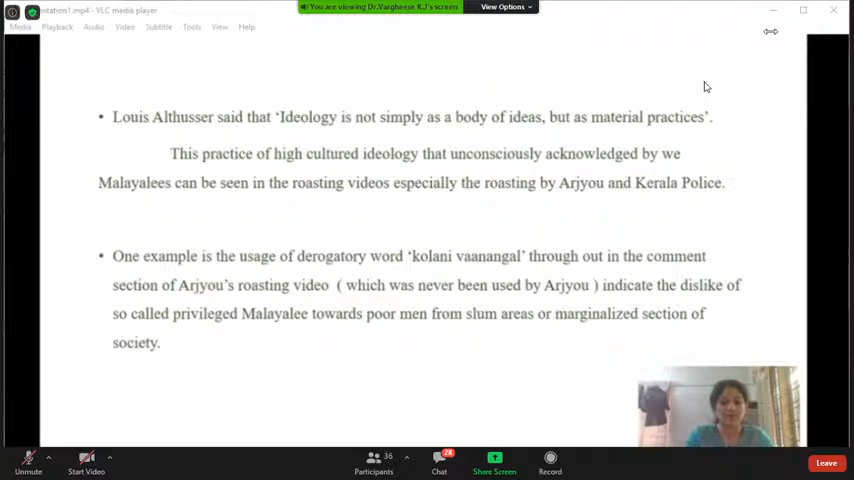 ntation1.mp4 - VLC media player
You are viewing Dr.Vargheese KJ's screen
View Options
Media Playback Audio Video Subtitle Tools View Help
• Louis Althusser said that ‘Ideology is not simply as a body of ideas, but as material practices’.
This practice of high cultured ideology that unconsciously acknowledged by we
Malayalees can be seen in the roasting videos especially the roasting by Arjyou and Kerala Police.
• One example is the usage of derogatory word ‘kolani vaanangal’ through out in the comment
section of Arjyou’s roasting video ( which was never been used by Arjyou ) indicate the dislike of
so called privileged Malayalee towards poor men from slum areas or marginalized section of
society.
36
28
Unmute Start Video Participants Chat Share Screen Record Leave